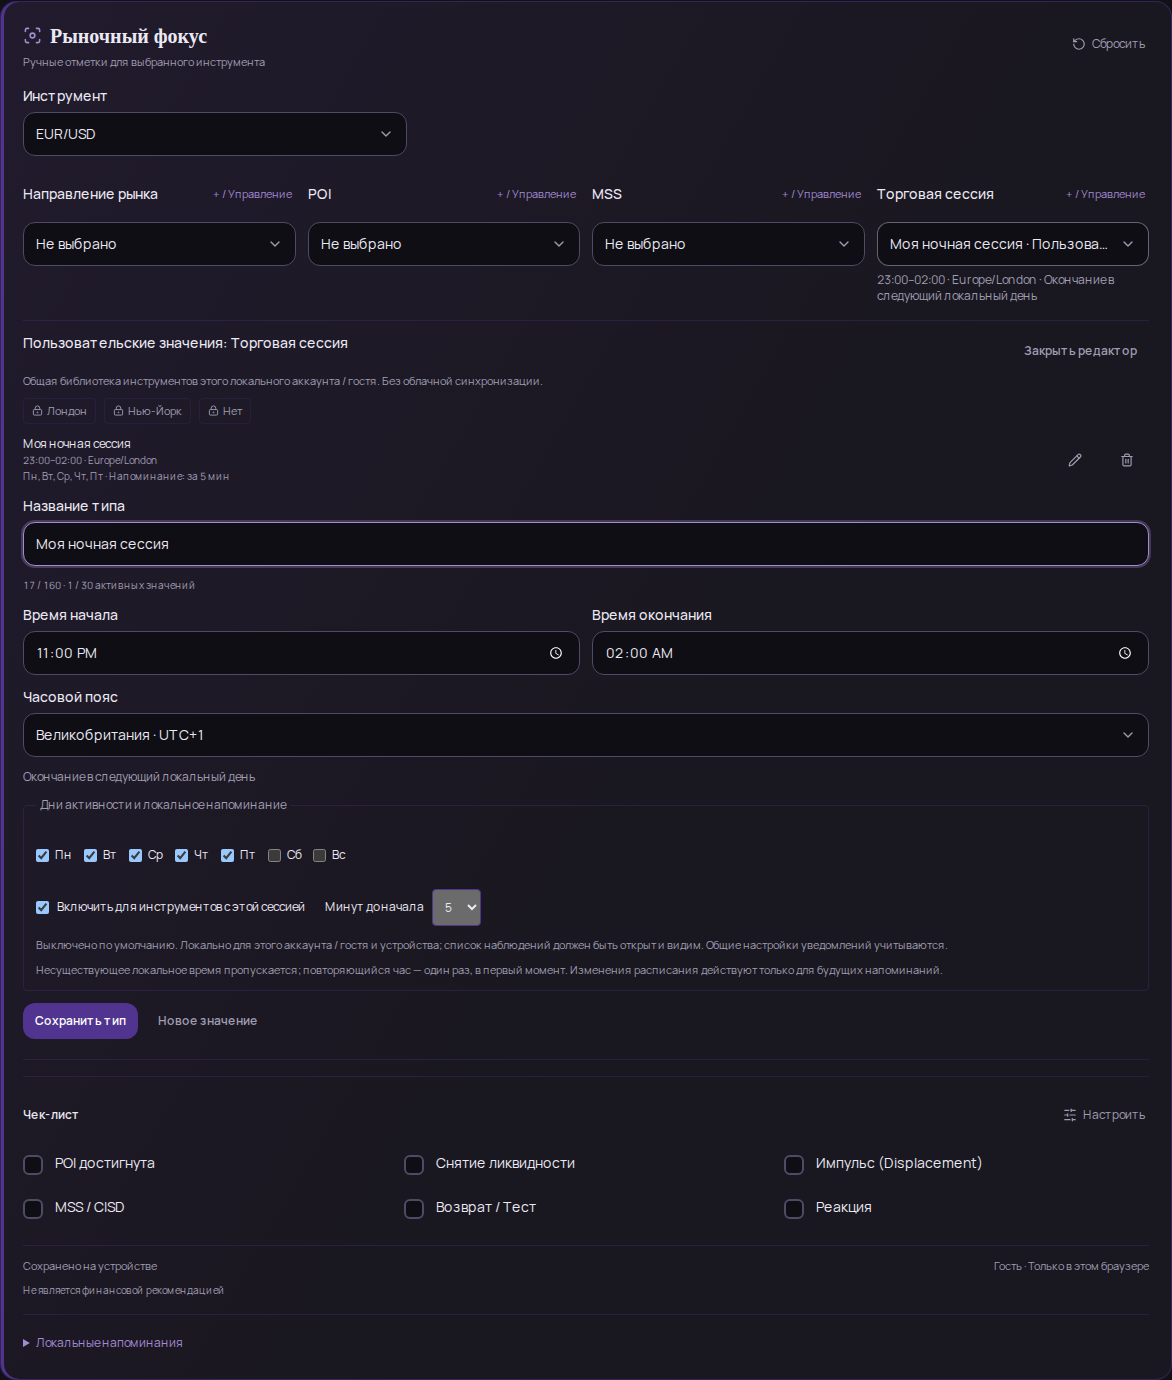 Рыночный фокус
Сбросить
Ручные отметки для выбранного инструмента
Инструмент
EUR/USD
Направление рынка + / Управление POI + / Управление MSS + / Управление Торговая сессия + / Управление
Не выбрано Не выбрано Не выбрано Моя ночная сессия · Пользова...
23:00–02:00 · Europe/London · Окончание в
следующий локальный день
Пользовательские значения: Торговая сессия
Закрыть редактор
Общая библиотека инструментов этого локального аккаунта / гостя. Без облачной синхронизации.
Лондон Нью-Йорк Нет
Моя ночная сессия
23:00–02:00 · Europe/London
Пн, Вт, Ср, Чт, Пт · Напоминание: за 5 мин
Название типа
Моя ночная сессия
17 / 160 · 1 / 30 активных значений
Время начала Время окончания
11:00 PM 02:00 AM
Часовой пояс
Великобритания · UTC+1
Окончание в следующий локальный день
Дни активности и локальное напоминание
Пн Вт Ср Чт Пт Сб Вс
Включить для инструментов с этой сессией Минут до начала 5
Выключено по умолчанию. Локально для этого аккаунта / гостя и устройства; список наблюдений должен быть открыт и видим. Общие настройки уведомлений учитываются.
Несуществующее локальное время пропускается; повторяющийся час — один раз, в первый момент. Изменения расписания действуют только для будущих напоминаний.
Сохранить тип Новое значение
Чек-лист Настроить
POI достигнута Снятие ликвидности Импульс (Displacement)
MSS / CISD Возврат / Тест Реакция
Сохранено на устройстве Гость · Только в этом браузере
Не является финансовой рекомендацией
Локальные напоминания